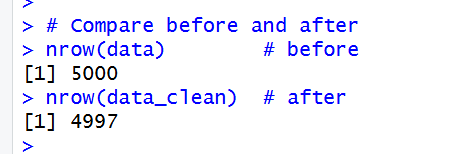 >
> # Compare before and after
> nrow(data)        # before
[1] 5000
> nrow(data_clean)  # after
[1] 4997
>